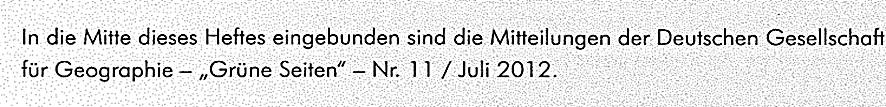 In die Mitte dieses Heftes eingebunden sind die Mitteilungen der Deutschen Gesellschaft
für Geographie – „Grüne Seiten“ – Nr. 11 / Juli 2012.